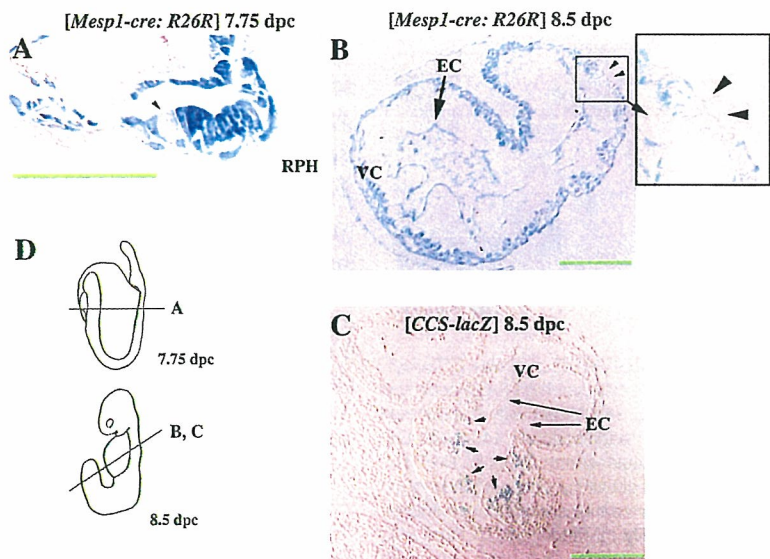 [Mesp1-cre: R26R] 7.75 dpc
A
RPH
[Mesp1-cre: R26R] 8.5 dpc
B
EC
VC
D
A
7.75 dpc
B, C
8.5 dpc
C
[CCS-lacZ] 8.5 dpc
VC
EC